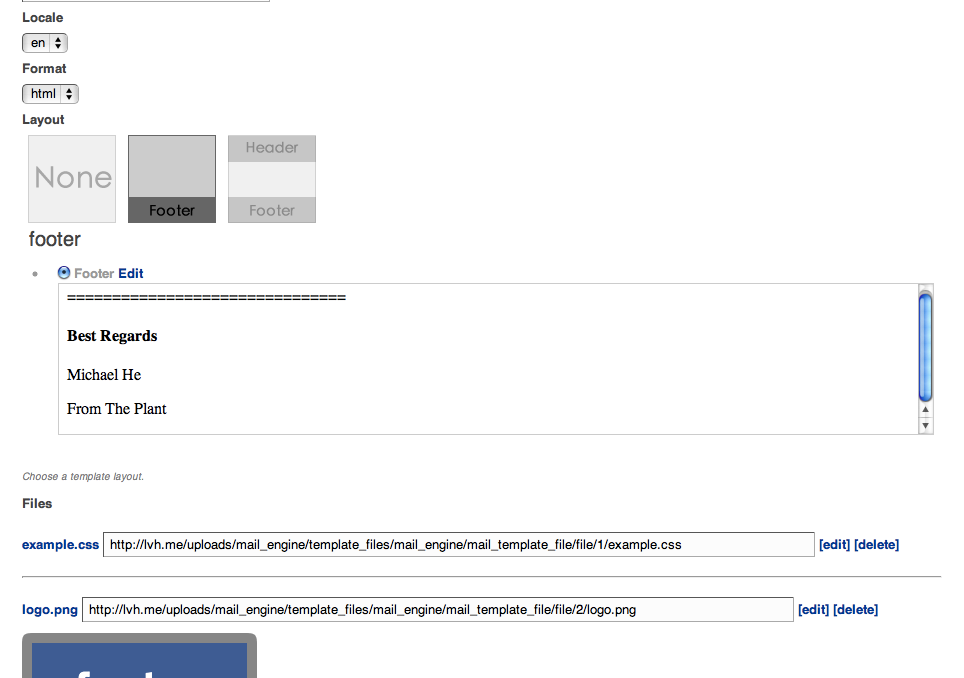 Locale
en
Format
html
Layout
None
Footer
Header
Footer
footer
Footer Edit
===============================
Best Regards
Michael He
From The Plant
Choose a template layout.
Files
example.css http://lvh.me/uploads/mail_engine/template_files/mail_engine/mail_template_file/file/1/example.css [edit] [delete]
logo.png http://lvh.me/uploads/mail_engine/template_files/mail_engine/mail_template_file/file/2/logo.png [edit] [delete]